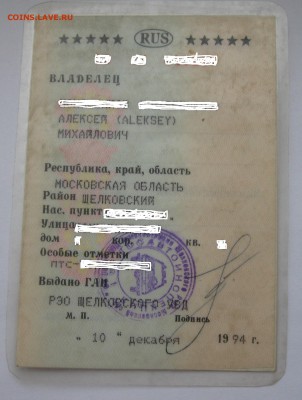 COINS.LAVE.RU
★★★★★ RUS ★★★★★
ВЛАДЕЛЕЦ
АЛЕКСЕЙ (ALEKSEY)
МИХАЙЛОВИЧ
Республика, край, область
МОСКОВСКАЯ ОБЛАСТЬ
Район ЩЕЛКОВСКИЙ
Нас. пункт
Улица
дом кор. кв.
Особые отметки
ПТС-
Выдано ГАИ
РЭО ЩЕЛКОВСКОГО УВД
М. П. Подпись
" 10 " декабря 1994 г.